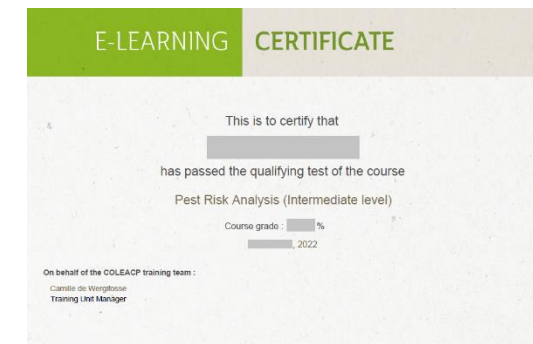 E-LEARNING CERTIFICATE
This is to certify that
has passed the qualifying test of the course
Pest Risk Analysis (Intermediate level)
Course grade : %
, 2022
On behalf of the COLEACP training team :
Camille de Wergifosse
Training Unit Manager